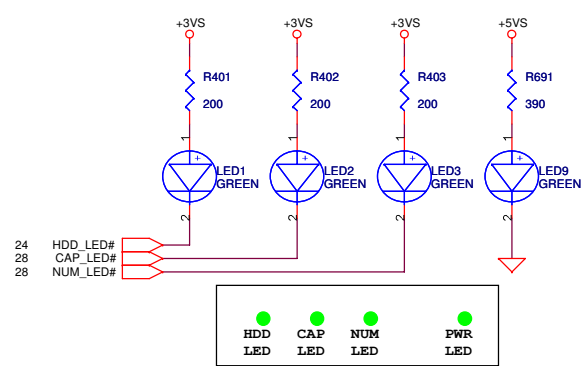 +3VS +3VS +3VS +5VS
R401 R402 R403 R691
200 200 200 390
1 1 1 1
+ + + +
LED1 LED2 LED3 LED9
GREEN GREEN GREEN GREEN
2 2 2 2
24 HDD_LED#
28 CAP_LED#
28 NUM_LED#
HDD CAP NUM PWR
LED LED LED LED